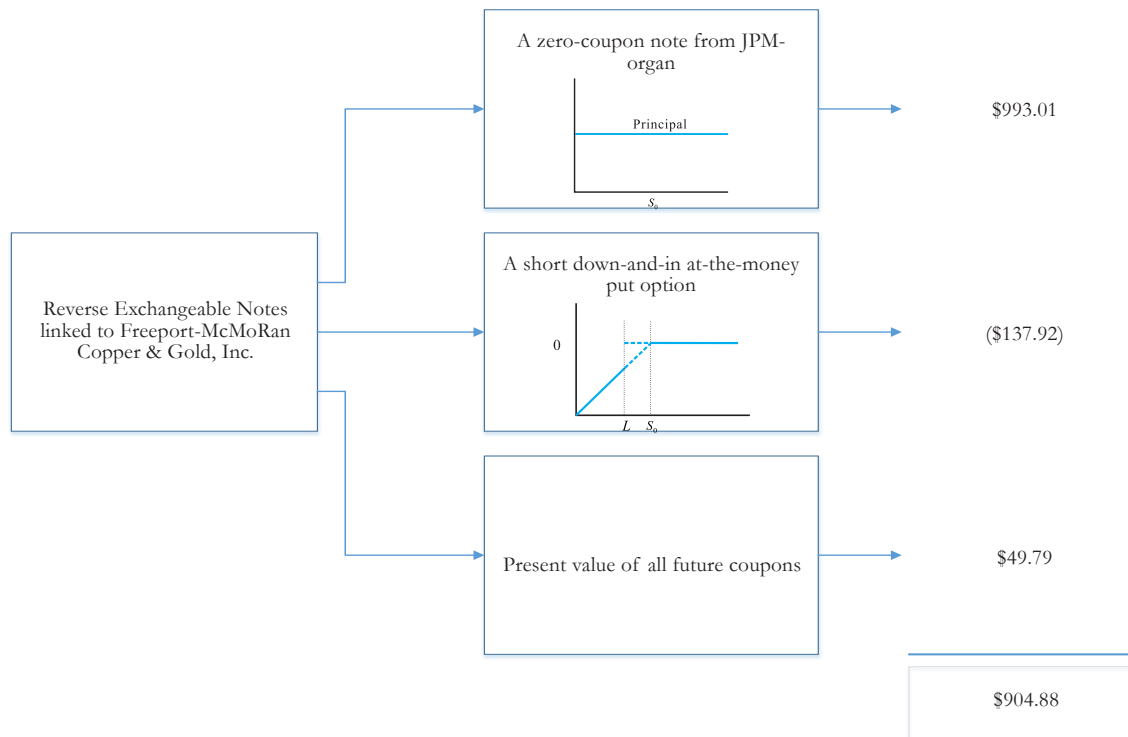 A zero-coupon note from JPM-
organ
Principal
S₀
$993.01
Reverse Exchangeable Notes
linked to Freeport-McMoRan
Copper & Gold, Inc.
A short down-and-in at-the-money
put option
0
L S₀
($137.92)
Present value of all future coupons
$49.79
$904.88